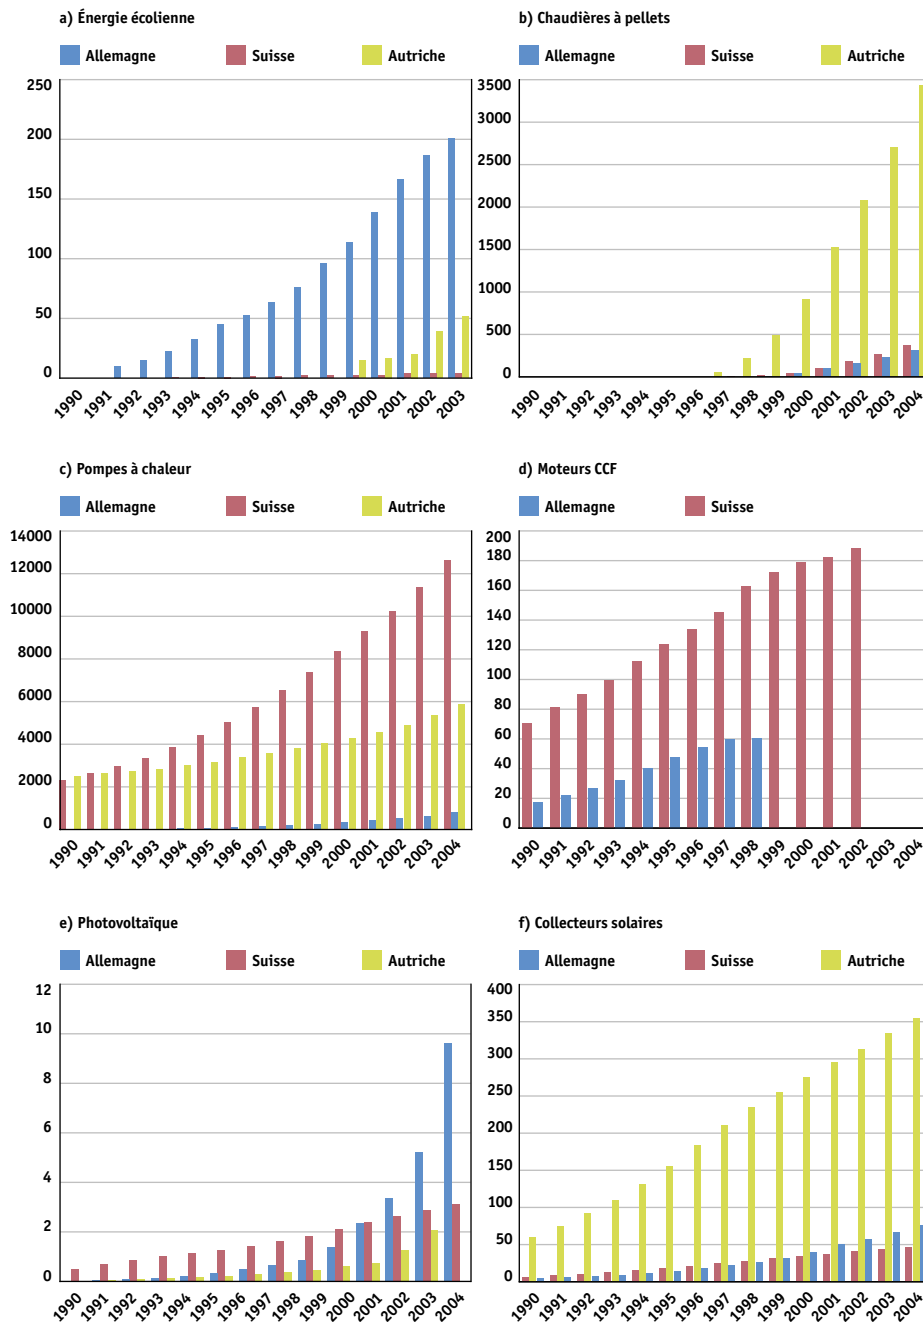 a) Énergie écolienne
Allemagne Suisse Autriche
250
200
150
100
50
0
1990 1991 1992 1993 1994 1995 1996 1997 1998 1999 2000 2001 2002 2003
b) Chaudières à pellets
Allemagne Suisse Autriche
3500
3000
2500
2000
1500
1000
500
0
1990 1991 1992 1993 1994 1995 1996 1997 1998 1999 2000 2001 2002 2003 2004
c) Pompes à chaleur
Allemagne Suisse Autriche
14000
12000
10000
8000
6000
4000
2000
0
1990 1991 1992 1993 1994 1995 1996 1997 1998 1999 2000 2001 2002 2003 2004
d) Moteurs CCF
Allemagne Suisse
200
180
160
140
120
100
80
60
40
20
0
1990 1991 1992 1993 1994 1995 1996 1997 1998 1999 2000 2001 2002 2003 2004
e) Photovoltaïque
Allemagne Suisse Autriche
12
10
8
6
4
2
0
1990 1991 1992 1993 1994 1995 1996 1997 1998 1999 2000 2001 2002 2003 2004
f) Collecteurs solaires
Allemagne Suisse Autriche
400
350
300
250
200
150
100
50
0
1990 1991 1992 1993 1994 1995 1996 1997 1998 1999 2000 2001 2002 2003 2004